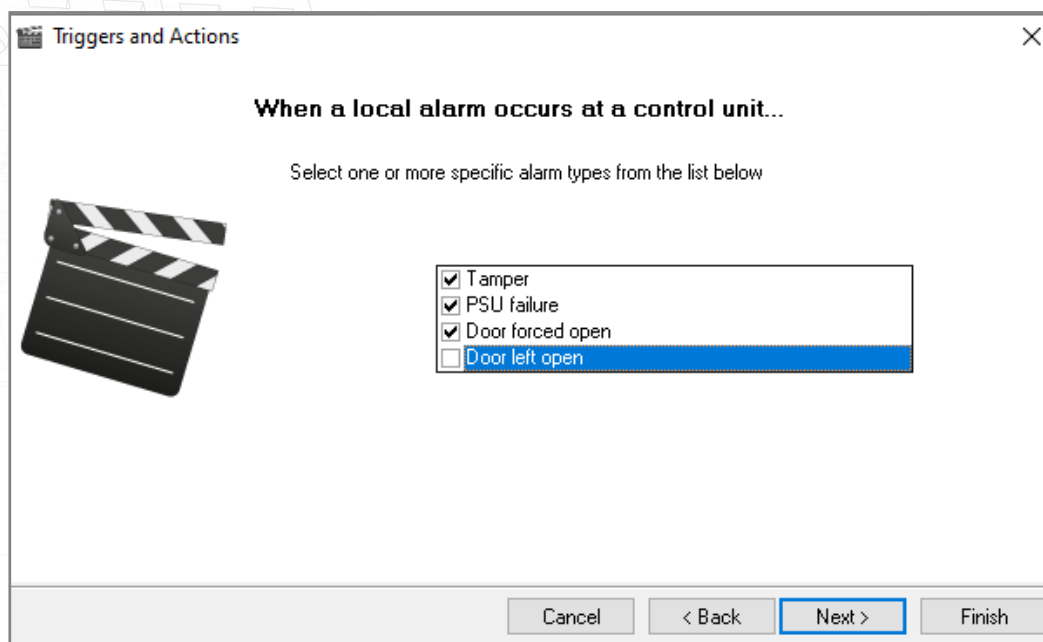 Triggers and Actions
When a local alarm occurs at a control unit...
Select one or more specific alarm types from the list below
Tamper
PSU failure
Door forced open
Door left open
Cancel
< Back
Next >
Finish